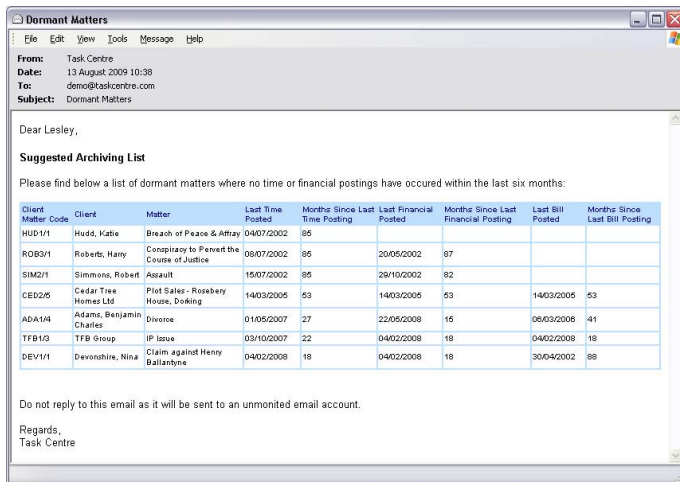 Dormant Matters
File Edit View Tools Message Help
From: Task Centre
Date: 13 August 2009 10:38
To: demo@taskcentre.com
Subject: Dormant Matters
Dear Lesley,
Suggested Archiving List
Please find below a list of dormant matters where no time or financial postings have occured within the last six months:
Client Matter Code Client Matter Last Time Posted Months Since Last Time Posting Last Financial Posted Months Since Last Financial Posting Last Bill Posted Months Since Last Bill Posting
HUD1/1 Hudd, Katie Breach of Peace & Affray 04/07/2002 85
ROB3/1 Roberts, Harry Conspiracy to Pervert the Course of Justice 08/07/2002 85 20/05/2002 87
SIM2/1 Simmons, Robert Assault 15/07/2002 85 29/10/2002 82
CED2/5 Cedar Tree Homes Ltd Plot Sales - Rosebery House, Dorking 14/03/2005 53 14/03/2005 53 14/03/2005 53
ADA1/4 Adams, Benjamin Charles Divorce 01/05/2007 27 22/05/2008 15 06/03/2006 41
TFB1/3 TFB Group IP Issue 03/10/2007 22 04/02/2008 18 04/02/2008 18
DEV1/1 Devonshire, Nina Claim against Henry Ballantyne 04/02/2008 18 04/02/2008 18 30/04/2002 88
Do not reply to this email as it will be sent to an unmonited email account.
Regards,
Task Centre